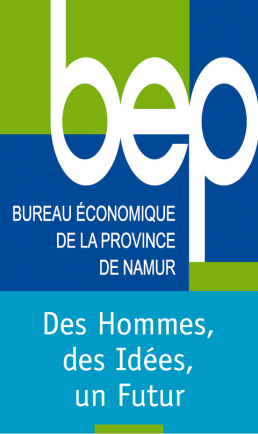 bep
BUREAU ÉCONOMIQUE
DE LA PROVINCE
DE NAMUR
Des Hommes,
des Idées,
un Futur